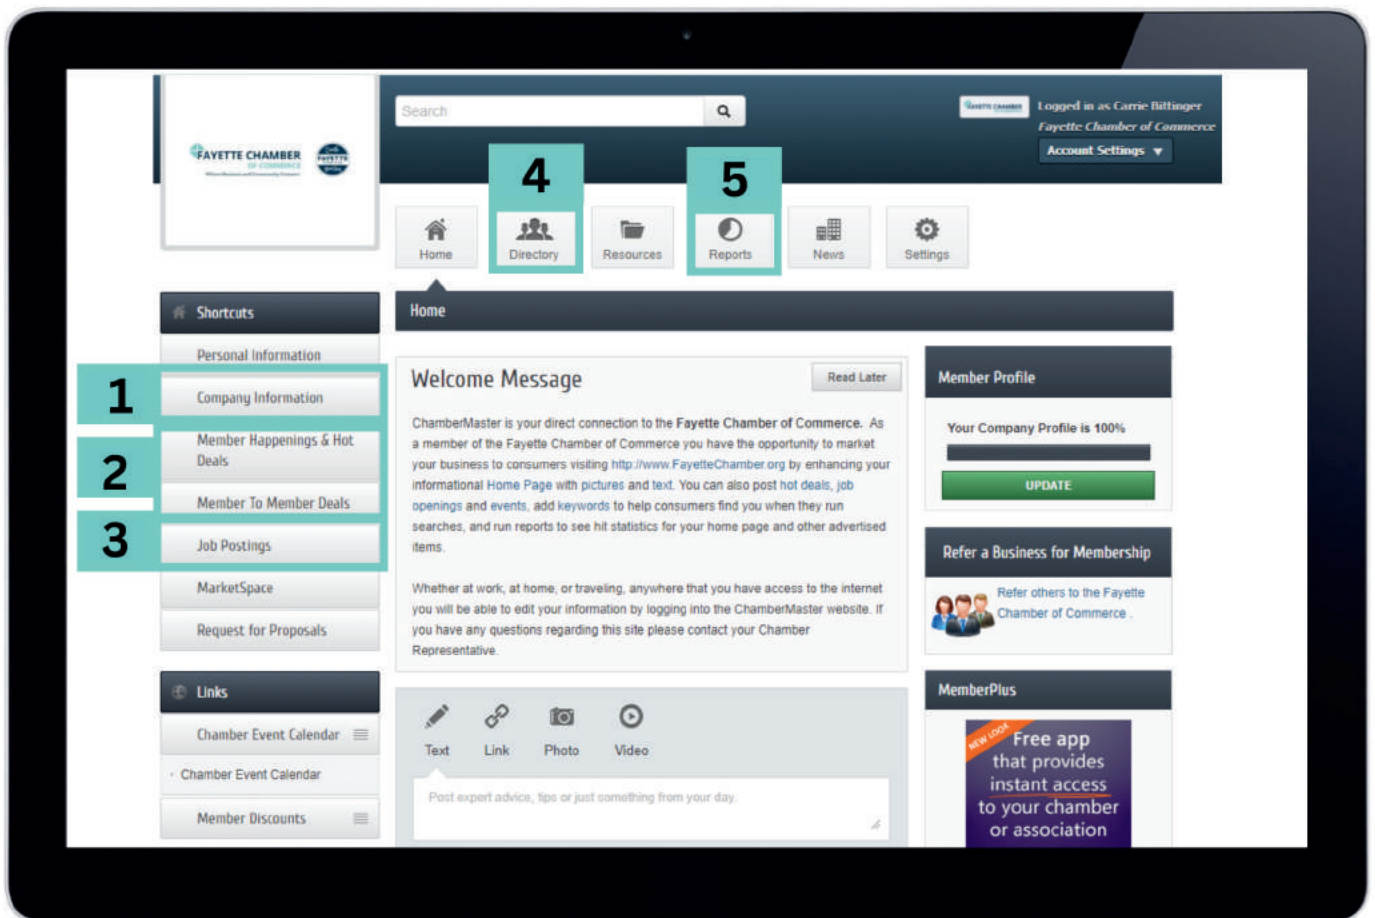 FAYETTE CHAMBER
OF COMMERCE
Where Business and Community Connect
FAYETTE
Search
FAYETTE CHAMBER
Logged in as Carrie Bittinger
Fayette Chamber of Commerce
Account Settings
4
5
Home
Directory
Resources
Reports
News
Settings
Shortcuts
Personal Information
1
Company Information
Member Happenings & Hot
Deals
2
Member To Member Deals
3
Job Postings
MarketSpace
Request for Proposals
Links
Chamber Event Calendar
Chamber Event Calendar
Member Discounts
Home
Welcome Message
Read Later
ChamberMaster is your direct connection to the Fayette Chamber of Commerce. As
a member of the Fayette Chamber of Commerce you have the opportunity to market
your business to consumers visiting http://www.FayetteChamber.org by enhancing your
informational Home Page with pictures and text. You can also post hot deals, job
openings and events, add keywords to help consumers find you when they run
searches, and run reports to see hit statistics for your home page and other advertised
items.
Whether at work, at home, or traveling, anywhere that you have access to the internet
you will be able to edit your information by logging into the ChamberMaster website. If
you have any questions regarding this site please contact your Chamber
Representative.
Text
Link
Photo
Video
Post expert advice, tips or just something from your day.
Member Profile
Your Company Profile is 100%
UPDATE
Refer a Business for Membership
Refer others to the Fayette
Chamber of Commerce .
MemberPlus
NEW LOOK
Free app
that provides
instant access
to your chamber
or association